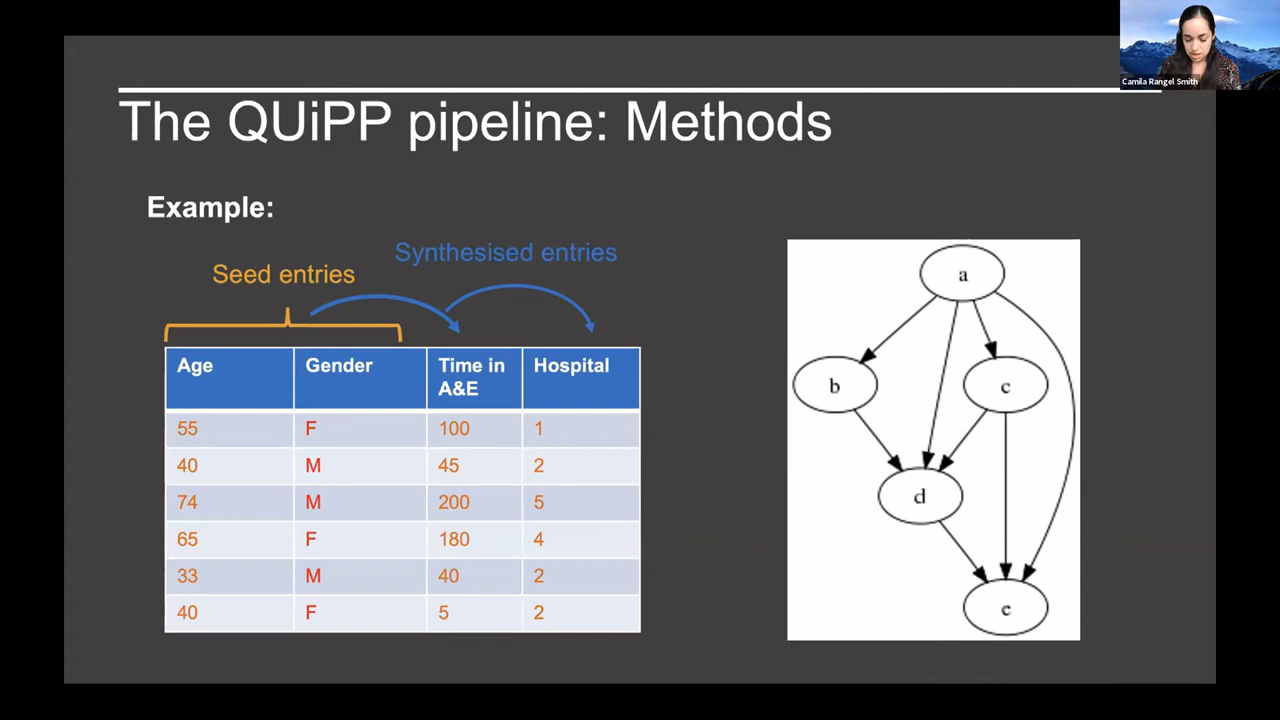 Camila Rangel Smith
The QUiPP pipeline: Methods
Example:
Synthesised entries
Seed entries
Age Gender Time in A&E Hospital
55 F 100 1
40 M 45 2
74 M 200 5
65 F 180 4
33 M 40 2
40 F 5 2
a
b c
d
e